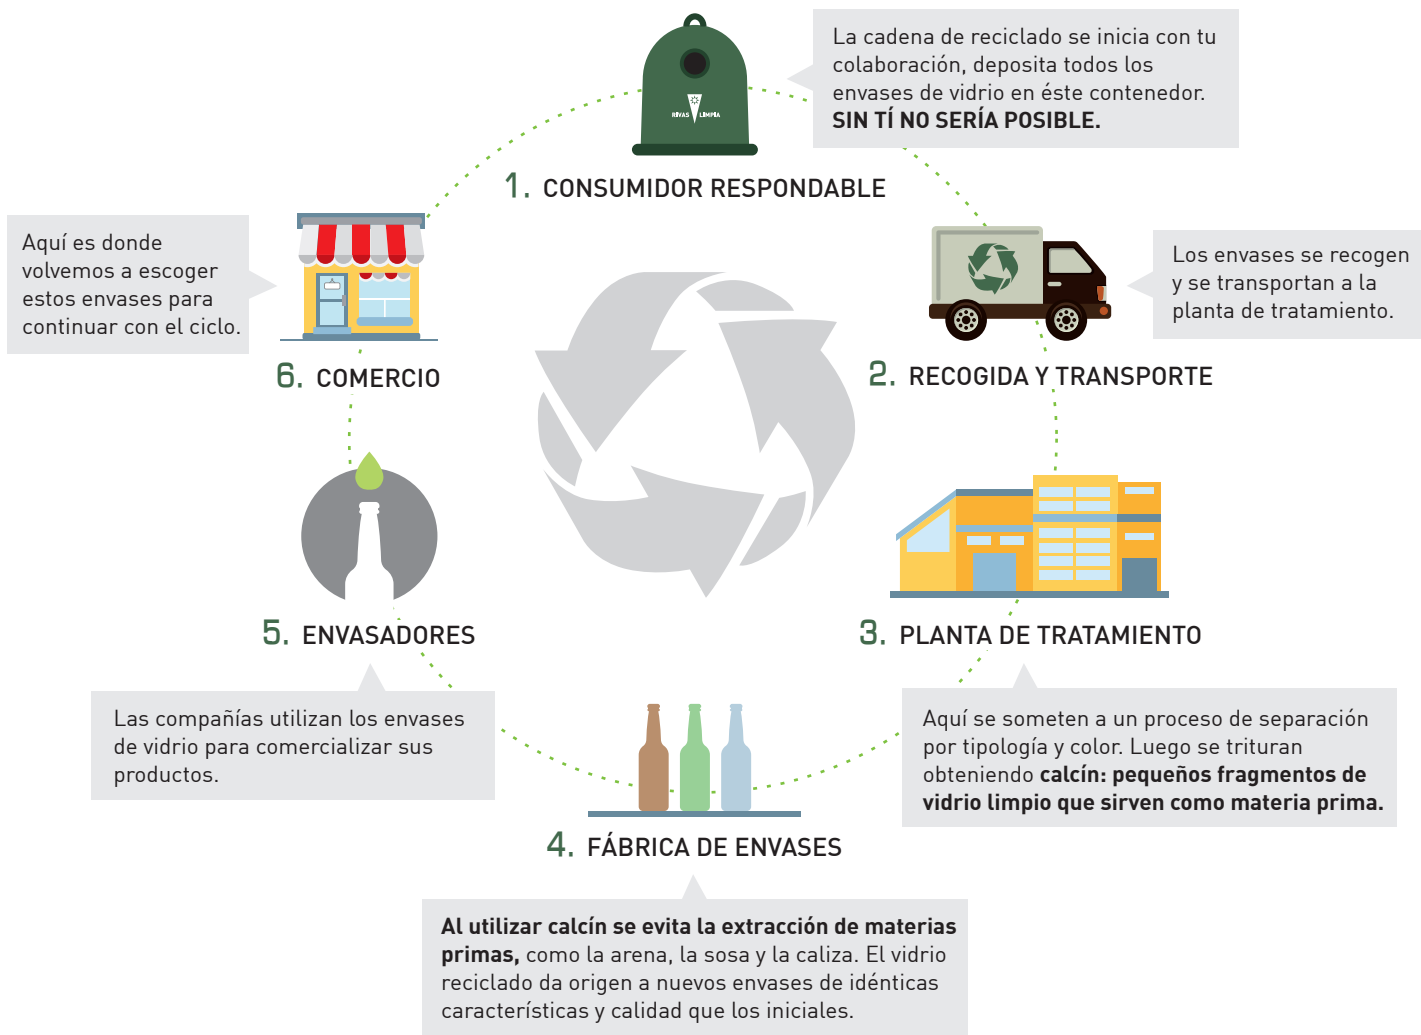 La cadena de reciclado se inicia con tu
colaboración, deposita todos los
envases de vidrio en éste contenedor.
SIN TÍ NO SERÍA POSIBLE.
RIVAS LIMPIA
1. CONSUMIDOR RESPONDABLE
Los envases se recogen
y se transportan a la
planta de tratamiento.
2. RECOGIDA Y TRANSPORTE
3. PLANTA DE TRATAMIENTO
Aquí se someten a un proceso de separación
por tipología y color. Luego se trituran
obteniendo calcín: pequeños fragmentos de
vidrio limpio que sirven como materia prima.
4. FÁBRICA DE ENVASES
Al utilizar calcín se evita la extracción de materias
primas, como la arena, la sosa y la caliza. El vidrio
reciclado da origen a nuevos envases de idénticas
características y calidad que los iniciales.
5. ENVASADORES
Las compañías utilizan los envases
de vidrio para comercializar sus
productos.
Aquí es donde
volvemos a escoger
estos envases para
continuar con el ciclo.
6. COMERCIO